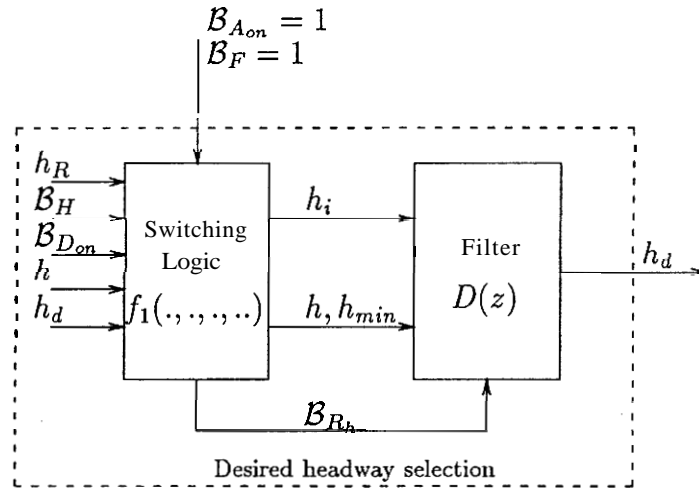 𝓑_{A_{on}} = 1
𝓑_F = 1
h_R
𝓑_H
𝓑_{D_{on}}
h
h_d
Switching
Logic
f_1(.,.,.,..)
h_i
h, h_{min}
Filter
D(z)
h_d
𝓑_{R_h}
Desired headway selection